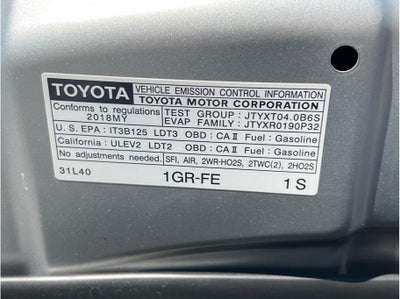 TOYOTA VEHICLE EMISSION CONTROL INFORMATION
TOYOTA MOTOR CORPORATION
Conforms to regulations TEST GROUP : JTYXT04.0B6S
2018MY EVAP FAMILY : JTYXR0190P32
U. S. EPA : IT3B125 LDT3 OBD : CA II Fuel : Gasoline
California : ULEV2 LDT2 OBD : CA II Fuel : Gasoline
No adjustments needed. SFI, AIR, 2WR-HO2S, 2TWC(2), 2HO2S
31L40 1GR-FE 1 S